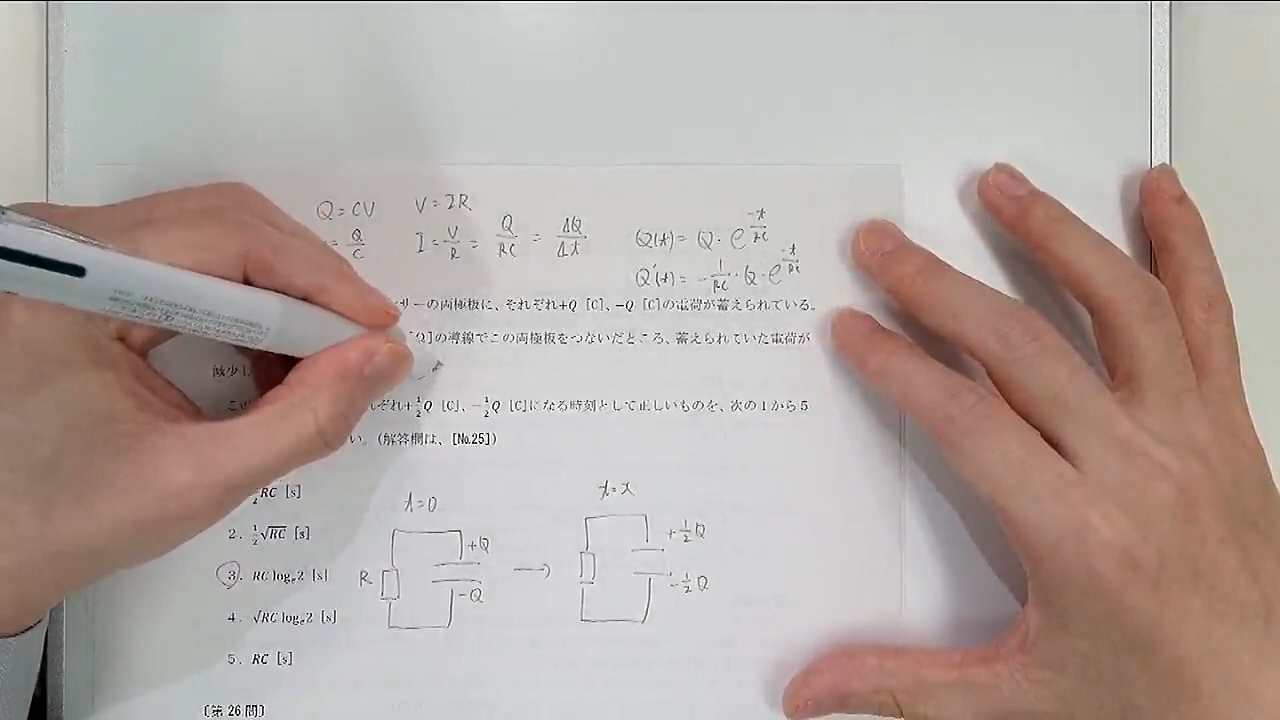 Q = CV V = IR
= Q/C I = V/R = Q/RC = ΔQ/Δt Q(t) = Q・e^(-t/RC)
Q'(t) = -1/RC・Q・e^(-t/RC)
サーの両極板に、それぞれ+Q [C]、-Q [C]の電荷が蓄えられている。
[Ω]の導線でこの両極板をつないだところ、蓄えられていた電荷が
減少し
この
れぞれ+½Q [C]、-½Q [C]になる時刻として正しいものを、次の1から5
い。(解答欄は、[No.25])
RC [s]
t=0
2. ½√RC [s]
+Q
+½Q
3. RC logₑ2 [s]
R
-Q
-½Q
4. √RC logₑ2 [s]
5. RC [s]
〔第26問〕